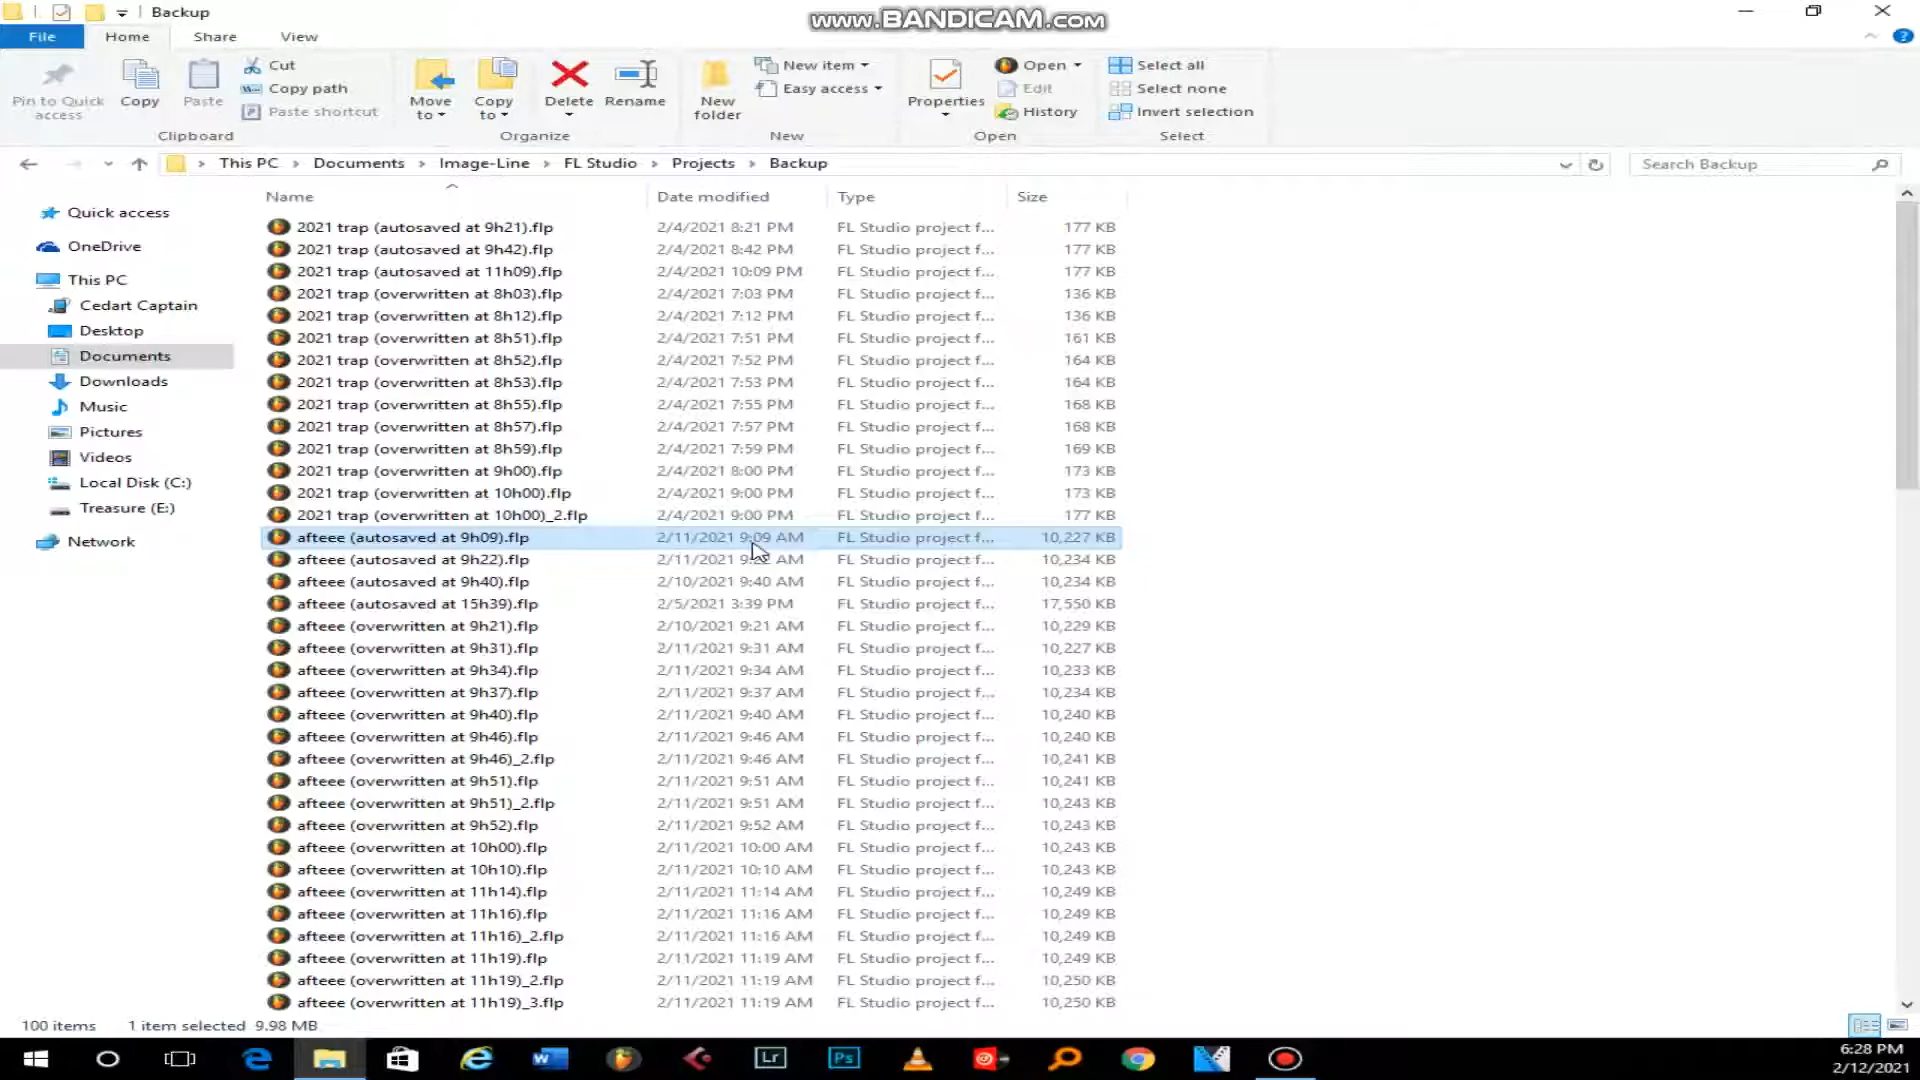 Backup
www.BANDICAM.com
File Home Share View
Pin to Quick access
Copy
Paste
Cut
Copy path
Paste shortcut
Move to
Copy to
Delete
Rename
New folder
New item
Easy access
Properties
Open
Edit
History
Select all
Select none
Invert selection
Clipboard Organize New Open Select
This PC Documents Image-Line FL Studio Projects Backup
Search Backup
Name Date modified Type Size
Quick access
OneDrive
This PC
Cedart Captain
Desktop
Documents
Downloads
Music
Pictures
Videos
Local Disk (C:)
Treasure (E:)
Network
2021 trap (autosaved at 9h21).flp 2/4/2021 8:21 PM FL Studio project f... 177 KB
2021 trap (autosaved at 9h42).flp 2/4/2021 8:42 PM FL Studio project f... 177 KB
2021 trap (autosaved at 11h09).flp 2/4/2021 10:09 PM FL Studio project f... 177 KB
2021 trap (overwritten at 8h03).flp 2/4/2021 7:03 PM FL Studio project f... 136 KB
2021 trap (overwritten at 8h12).flp 2/4/2021 7:12 PM FL Studio project f... 136 KB
2021 trap (overwritten at 8h51).flp 2/4/2021 7:51 PM FL Studio project f... 161 KB
2021 trap (overwritten at 8h52).flp 2/4/2021 7:52 PM FL Studio project f... 164 KB
2021 trap (overwritten at 8h53).flp 2/4/2021 7:53 PM FL Studio project f... 164 KB
2021 trap (overwritten at 8h55).flp 2/4/2021 7:55 PM FL Studio project f... 168 KB
2021 trap (overwritten at 8h57).flp 2/4/2021 7:57 PM FL Studio project f... 168 KB
2021 trap (overwritten at 8h59).flp 2/4/2021 7:59 PM FL Studio project f... 169 KB
2021 trap (overwritten at 9h00).flp 2/4/2021 8:00 PM FL Studio project f... 173 KB
2021 trap (overwritten at 10h00).flp 2/4/2021 9:00 PM FL Studio project f... 173 KB
2021 trap (overwritten at 10h00)_2.flp 2/4/2021 9:00 PM FL Studio project f... 177 KB
afteee (autosaved at 9h09).flp 2/11/2021 9:09 AM FL Studio project f... 10,227 KB
afteee (autosaved at 9h22).flp 2/11/2021 9:22 AM FL Studio project f... 10,234 KB
afteee (autosaved at 9h40).flp 2/10/2021 9:40 AM FL Studio project f... 10,234 KB
afteee (autosaved at 15h39).flp 2/5/2021 3:39 PM FL Studio project f... 17,550 KB
afteee (overwritten at 9h21).flp 2/10/2021 9:21 AM FL Studio project f... 10,229 KB
afteee (overwritten at 9h31).flp 2/11/2021 9:31 AM FL Studio project f... 10,227 KB
afteee (overwritten at 9h34).flp 2/11/2021 9:34 AM FL Studio project f... 10,233 KB
afteee (overwritten at 9h37).flp 2/11/2021 9:37 AM FL Studio project f... 10,234 KB
afteee (overwritten at 9h40).flp 2/11/2021 9:40 AM FL Studio project f... 10,240 KB
afteee (overwritten at 9h46).flp 2/11/2021 9:46 AM FL Studio project f... 10,240 KB
afteee (overwritten at 9h46)_2.flp 2/11/2021 9:46 AM FL Studio project f... 10,241 KB
afteee (overwritten at 9h51).flp 2/11/2021 9:51 AM FL Studio project f... 10,241 KB
afteee (overwritten at 9h51)_2.flp 2/11/2021 9:51 AM FL Studio project f... 10,243 KB
afteee (overwritten at 9h52).flp 2/11/2021 9:52 AM FL Studio project f... 10,243 KB
afteee (overwritten at 10h00).flp 2/11/2021 10:00 AM FL Studio project f... 10,243 KB
afteee (overwritten at 10h10).flp 2/11/2021 10:10 AM FL Studio project f... 10,243 KB
afteee (overwritten at 11h14).flp 2/11/2021 11:14 AM FL Studio project f... 10,249 KB
afteee (overwritten at 11h16).flp 2/11/2021 11:16 AM FL Studio project f... 10,249 KB
afteee (overwritten at 11h16)_2.flp 2/11/2021 11:16 AM FL Studio project f... 10,249 KB
afteee (overwritten at 11h19).flp 2/11/2021 11:19 AM FL Studio project f... 10,249 KB
afteee (overwritten at 11h19)_2.flp 2/11/2021 11:19 AM FL Studio project f... 10,250 KB
afteee (overwritten at 11h19)_3.flp 2/11/2021 11:19 AM FL Studio project f... 10,250 KB
100 items 1 item selected 9.98 MB
Lr Ps
6:28 PM
2/12/2021